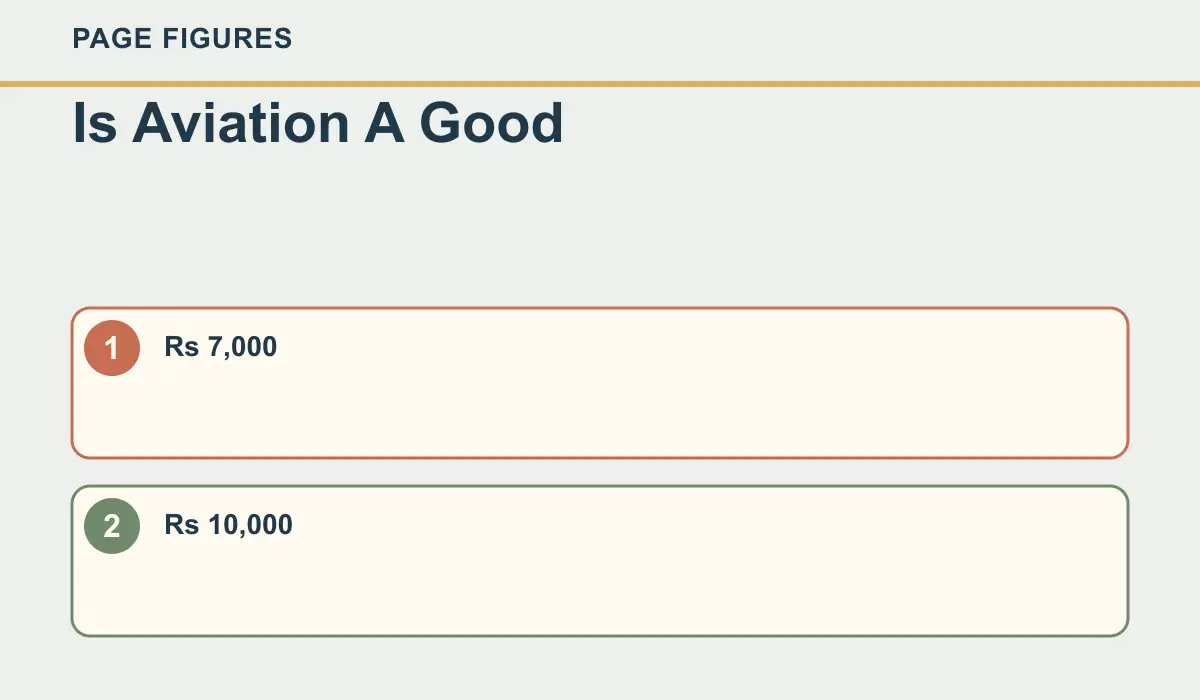 PAGE FIGURES
Is Aviation A Good
1 Rs 7,000
2 Rs 10,000